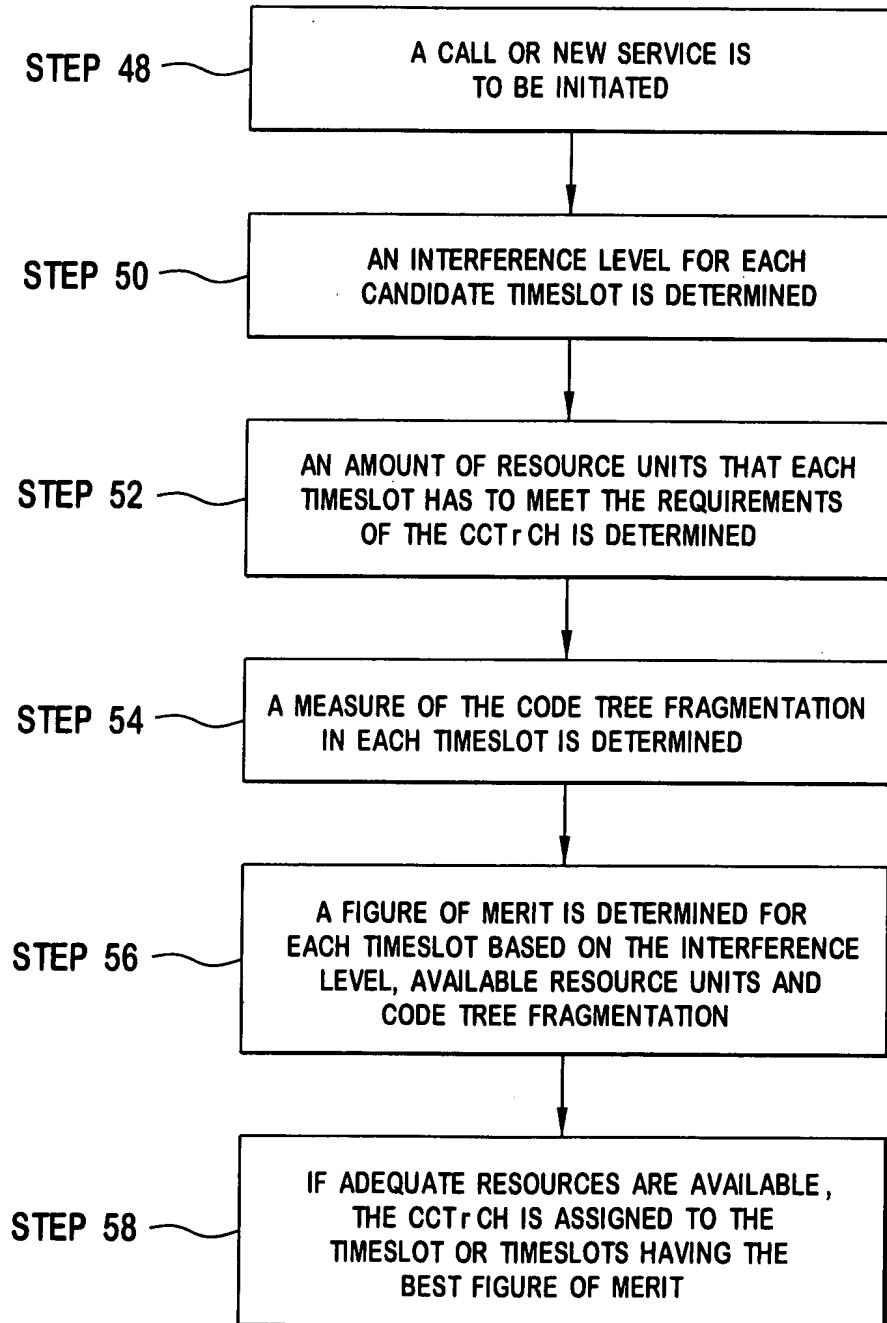 STEP 48
A CALL OR NEW SERVICE IS
TO BE INITIATED
STEP 50
AN INTERFERENCE LEVEL FOR EACH
CANDIDATE TIMESLOT IS DETERMINED
STEP 52
AN AMOUNT OF RESOURCE UNITS THAT EACH
TIMESLOT HAS TO MEET THE REQUIREMENTS
OF THE CCTrCH IS DETERMINED
STEP 54
A MEASURE OF THE CODE TREE FRAGMENTATION
IN EACH TIMESLOT IS DETERMINED
STEP 56
A FIGURE OF MERIT IS DETERMINED FOR
EACH TIMESLOT BASED ON THE INTERFERENCE
LEVEL, AVAILABLE RESOURCE UNITS AND
CODE TREE FRAGMENTATION
STEP 58
IF ADEQUATE RESOURCES ARE AVAILABLE,
THE CCTrCH IS ASSIGNED TO THE
TIMESLOT OR TIMESLOTS HAVING THE
BEST FIGURE OF MERIT